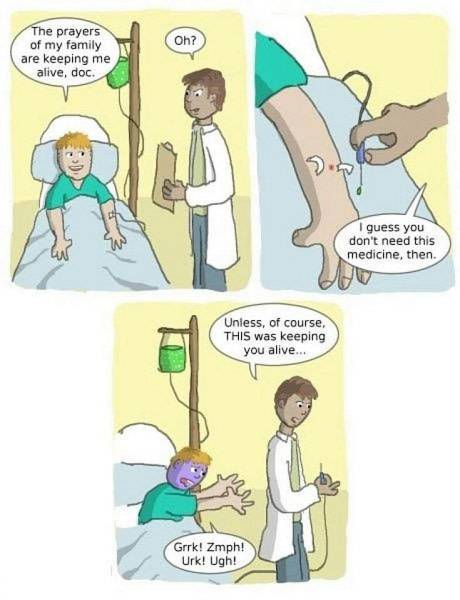 The prayers
of my family
are keeping me
alive, doc.
Oh?
I guess you
don't need this
medicine, then.
Unless, of course,
THIS was keeping
you alive...
Grrk! Zmph!
Urk! Ugh!